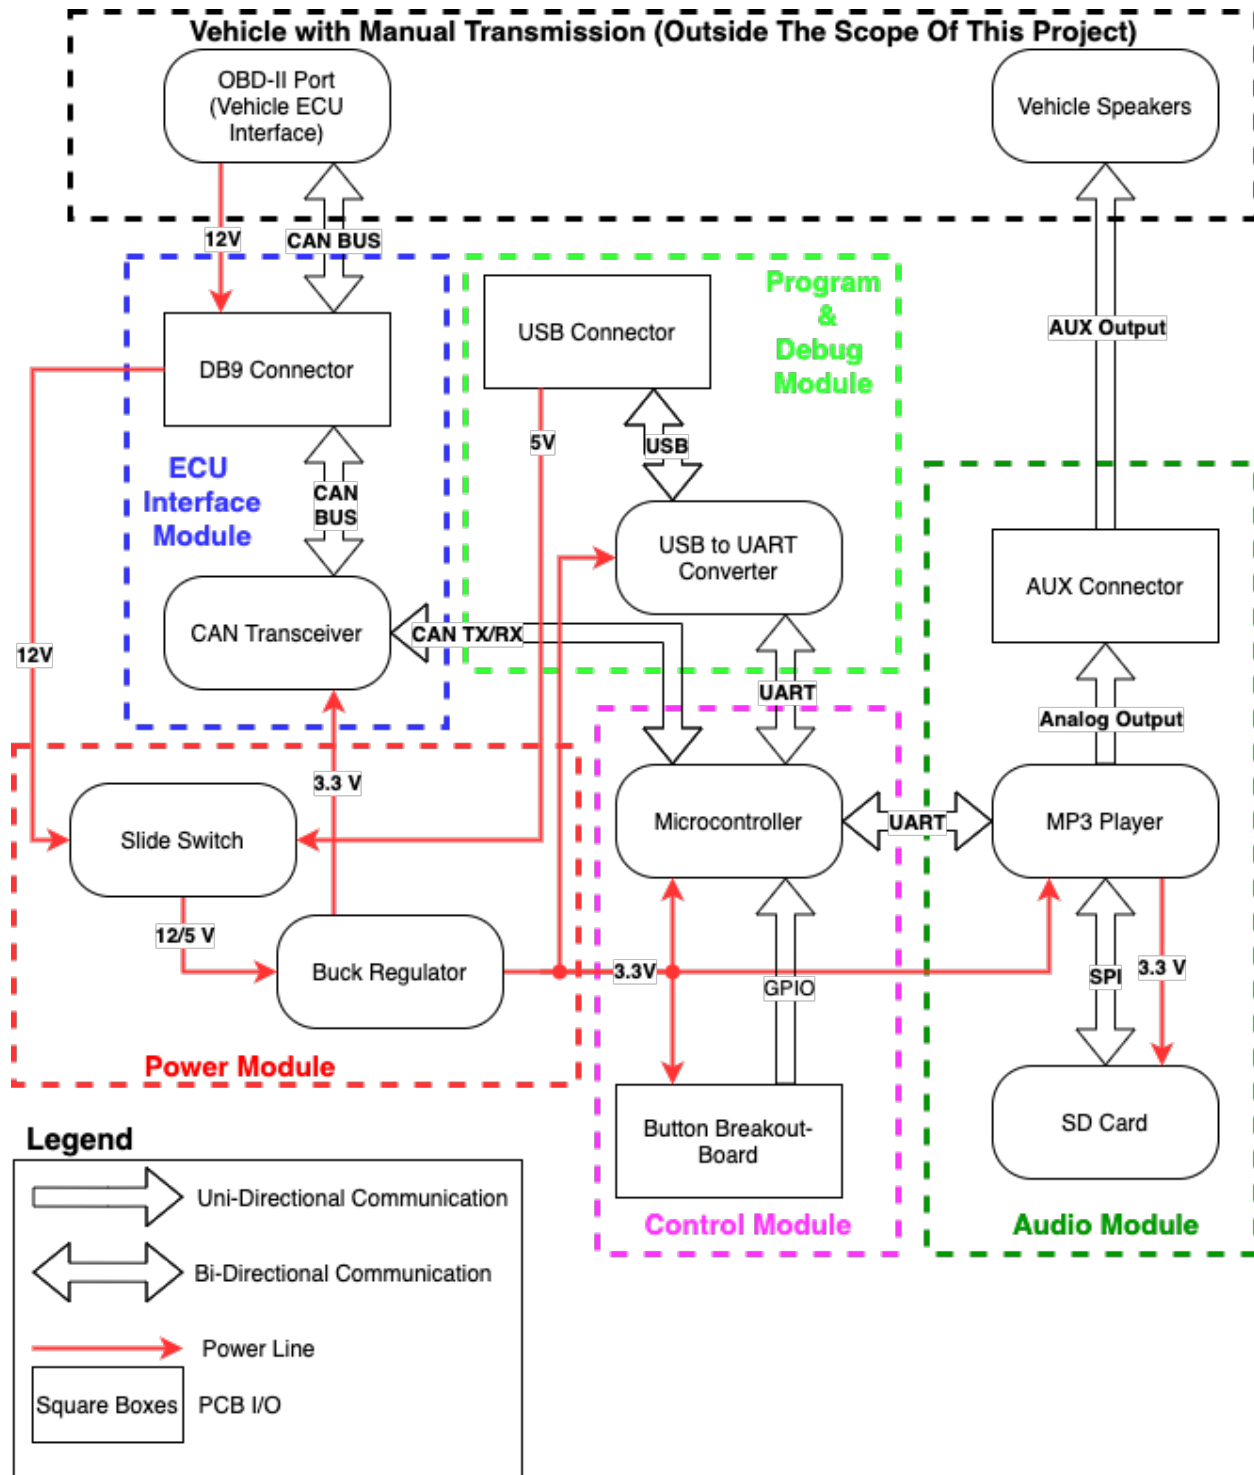 Vehicle with Manual Transmission (Outside The Scope Of This Project)
OBD-II Port
(Vehicle ECU
Interface)
Vehicle Speakers
12V
CAN BUS
USB Connector
Program
&
Debug
Module
AUX Output
DB9 Connector
5V
USB
ECU
Interface
Module
CAN
BUS
USB to UART
Converter
AUX Connector
CAN Transceiver
CAN TX/RX
12V
UART
Analog Output
3.3 V
Slide Switch
Microcontroller
UART
MP3 Player
12/5 V
Buck Regulator
3.3V
GPIO
SPI
3.3 V
Power Module
Button Breakout-
Board
SD Card
Control Module
Audio Module
Legend
Uni-Directional Communication
Bi-Directional Communication
Power Line
Square Boxes
PCB I/O